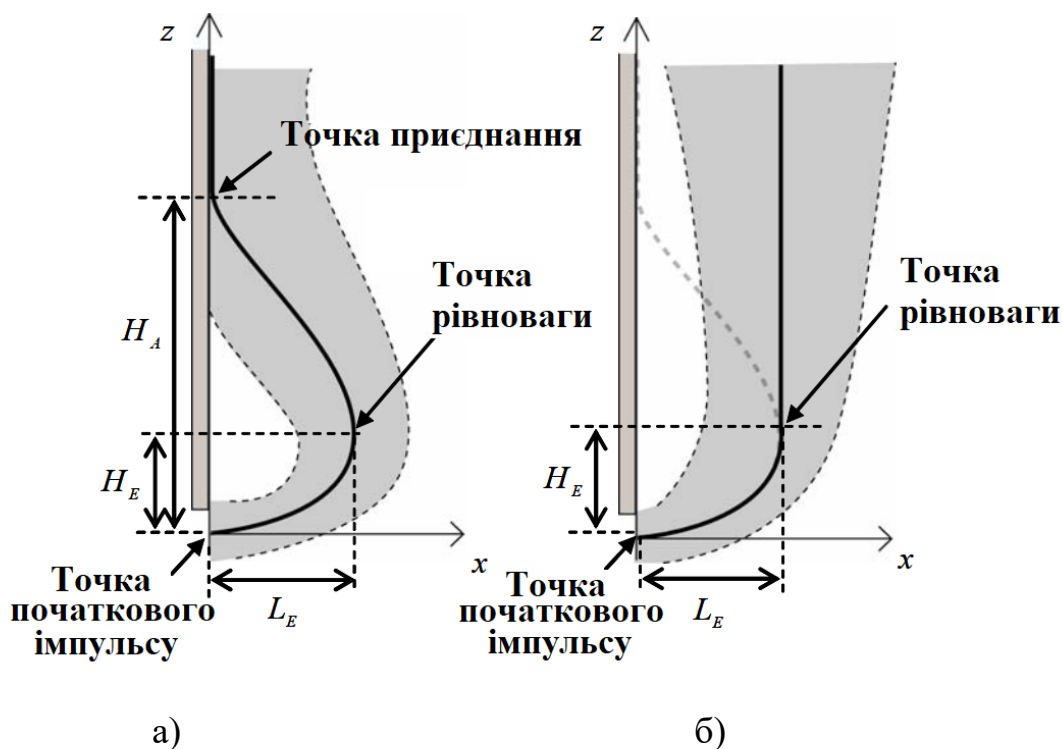 z
Точка приєднання
Точка
рівноваги
H_A
H_E
x
Точка
початкового
імпульсу
L_E
а)
z
Точка
рівноваги
H_E
x
Точка
початкового
імпульсу
L_E
б)